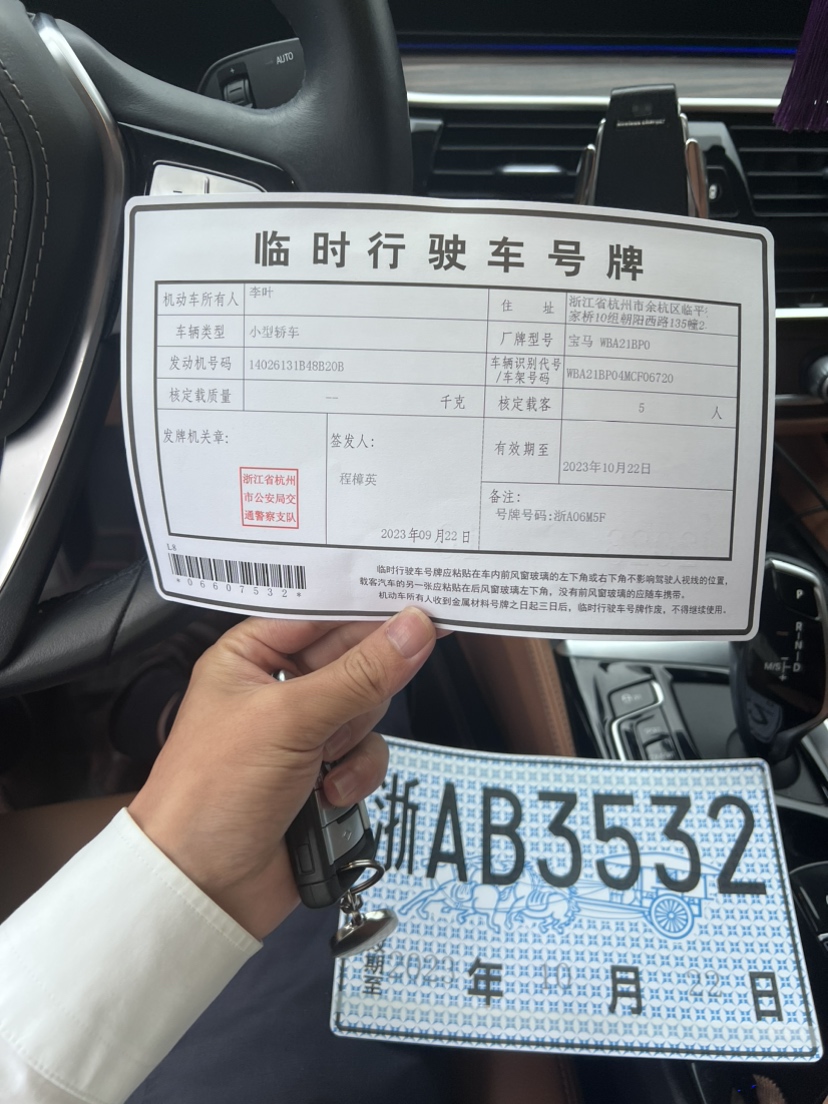 AUTO
临时行驶车号牌
机动车所有人 李叶 住址 浙江省杭州市余杭区临平
家桥10组朝阳西路135幢2
车辆类型 小型轿车 厂牌型号 宝马 WBA21BP0
发动机号码 14026131B48B20B 车辆识别代号/车架号码 WBA21BP04MCF06720
核定载质量 -- 千克 核定载客 5 人
发牌机关章: 签发人: 有效期至 2023年10月22日
浙江省杭州
市公安局交
通警察支队
程樟英
2023年09月22日
备注:
号牌号码:浙A06M5F
L8
*06607532*
临时行驶车号牌应粘贴在车内前风窗玻璃的左下角或右下角不影响驾驶人视线的位置,
载客汽车的另一张应粘贴在后风窗玻璃左下角,没有前风窗玻璃的应随车携带。
机动车所有人收到金属材料号牌之日起三日后,临时行驶车号牌作废,不得继续使用。
P
R
N
D
M/S
浙AB3532
期至 2023年10月22日